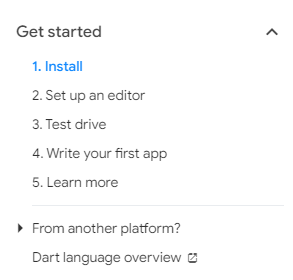 Get started
1. Install
2. Set up an editor
3. Test drive
4. Write your first app
5. Learn more
From another platform?
Dart language overview